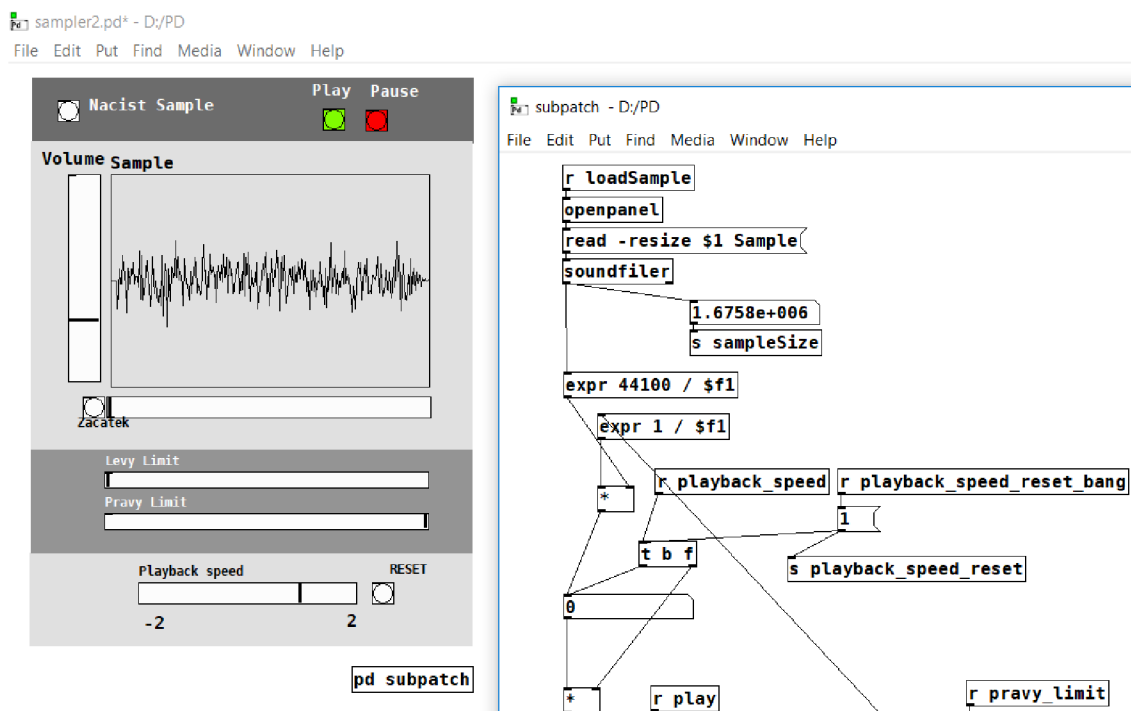 sampler2.pd* - D:/PD
File Edit Put Find Media Window Help
Nacist Sample
Play Pause
Volume Sample
Zacatek
Levy Limit
Pravy Limit
Playback speed RESET
-2 2
pd subpatch
subpatch - D:/PD
File Edit Put Find Media Window Help
r loadSample
openpanel
read -resize $1 Sample
soundfiler
1.6758e+006
s sampleSize
expr 44100 / $f1
expr 1 / $f1
r playback_speed r playback_speed_reset_bang
*
1
t b f
s playback_speed_reset
0
*
r play
r pravy_limit